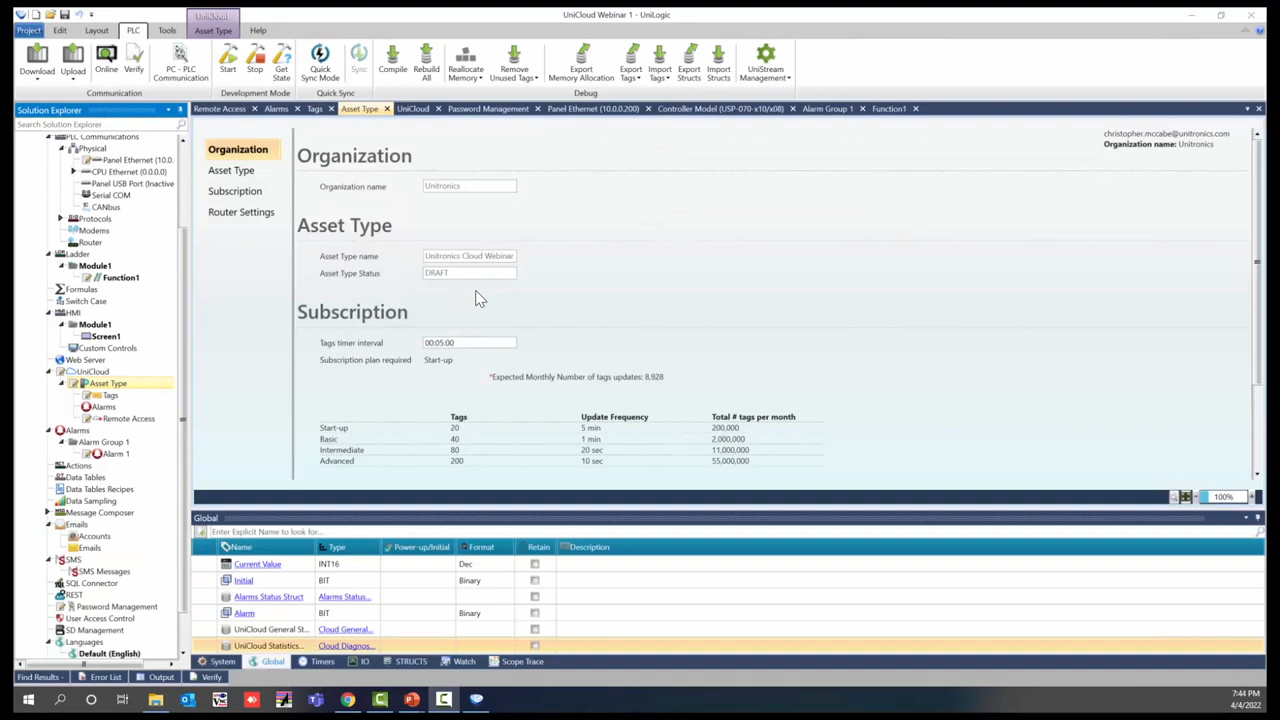 UniCloud Webinar 1 - UniLogic
UniCloud
Project Edit Layout PLC Tools Asset Type Help
Download Upload Online Verify PC - PLC Communication Start Stop Get State Quick Sync Mode Sync Compile Rebuild All Reallocate Memory Remove Unused Tags Export Memory Allocation Export Tags Import Tags Export Structs Import Structs UniStream Management
Communication Development Mode Quick Sync Debug
Solution Explorer
Remote Access Alarms Tags Asset Type UniCloud Password Management Panel Ethernet (10.0.0.200) Controller Model (USP-070-x10/x08) Alarm Group 1 Function1
Search Solution Explorer
PLC Communications
Physical
Panel Ethernet (10.0.
CPU Ethernet (0.0.0.0)
Panel USB Port (Inactive
Serial COM
CANbus
Protocols
Modems
Router
Ladder
Module1
Function1
Formulas
Switch Case
HMI
Module1
Screen1
Custom Controls
Web Server
UniCloud
Asset Type
Tags
Alarms
Remote Access
Alarms
Alarm Group 1
Alarm 1
Actions
Data Tables
Data Tables Recipes
Data Sampling
Message Composer
Emails
Accounts
Emails
SMS
SMS Messages
SQL Connector
REST
Password Management
User Access Control
SD Management
Languages
Default (English)
Organization
Asset Type
Subscription
Router Settings
christopher.mccabe@unitronics.com
Organization name: Unitronics
Organization
Organization name Unitronics
Asset Type
Asset Type name Unitronics Cloud Webinar
Asset Type Status DRAFT
Subscription
Tags timer interval 00:05:00
Subscription plan required Start-up
*Expected Monthly Number of tags updates: 8,928
Tags Update Frequency Total # tags per month
Start-up 20 5 min 200,000
Basic 40 1 min 2,000,000
Intermediate 80 20 sec 11,000,000
Advanced 200 10 sec 55,000,000
100%
Global
Enter Explicit Name to look for...
Name Type Power-up/Initial Format Retain Description
Current Value INT16 Dec
Initial BIT Binary
Alarms Status Struct Alarms Status...
Alarm BIT Binary
UniCloud General St... Cloud General...
UniCloud Statistics... Cloud Diagnos...
System Global Timers IO STRUCTS Watch Scope Trace
Find Results - Error List Output Verify
7:44 PM
4/4/2022